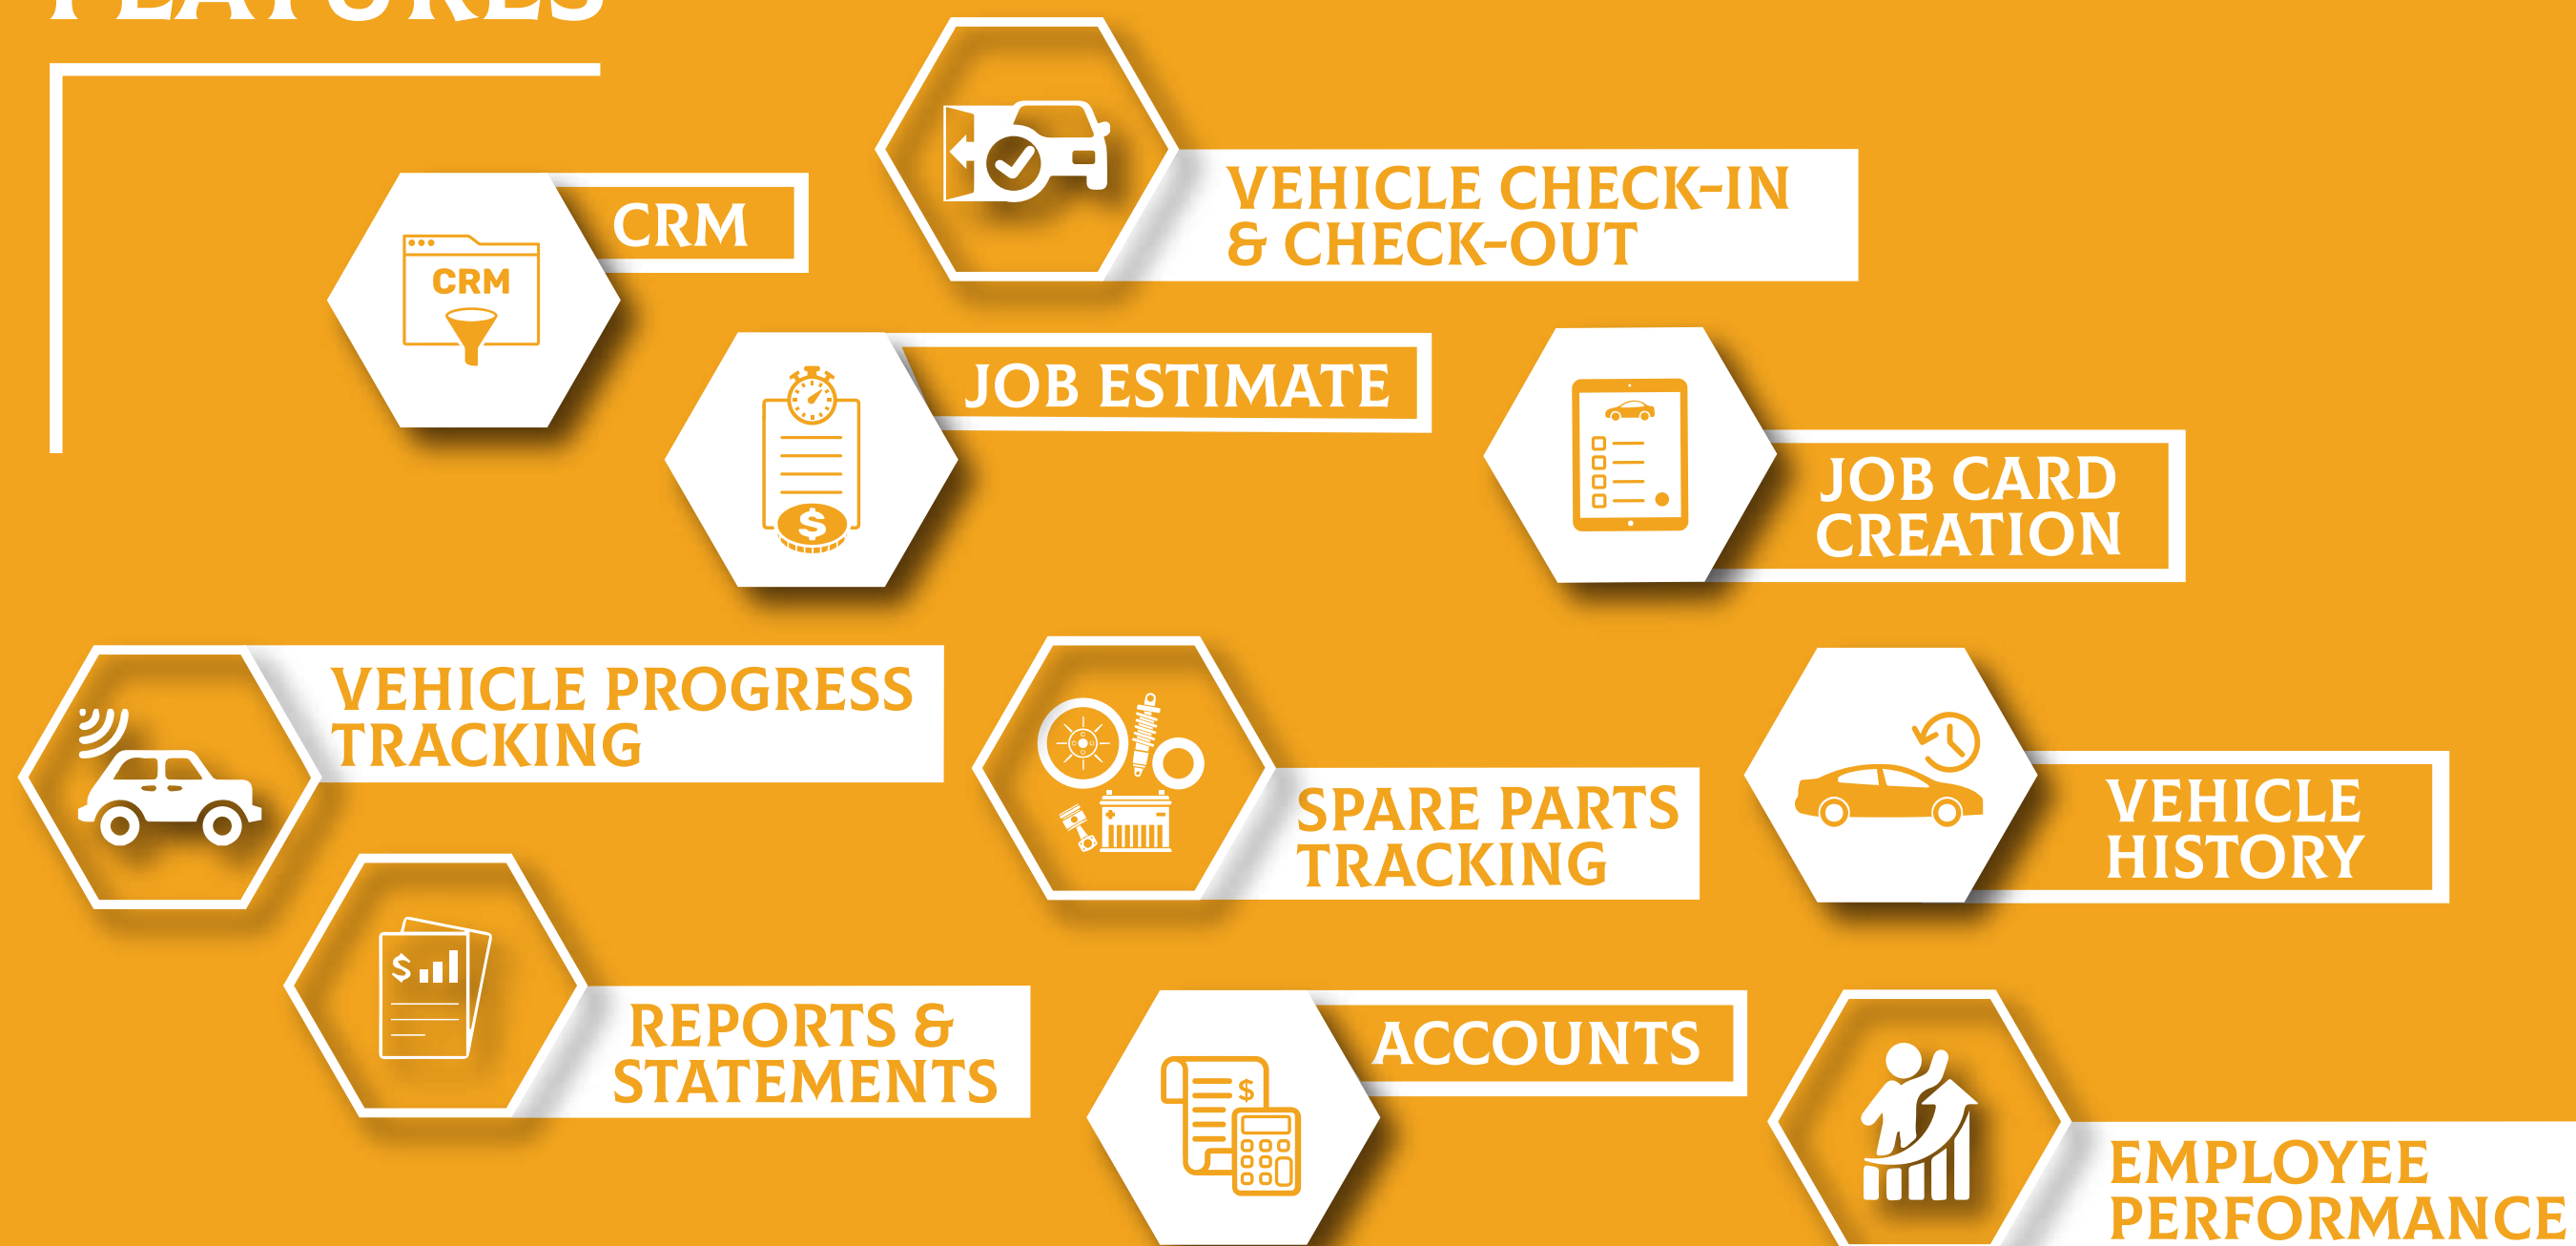 FEATURES
VEHICLE CHECK-IN
& CHECK-OUT
CRM
CRM
JOB ESTIMATE
$
JOB CARD
CREATION
VEHICLE PROGRESS
TRACKING
SPARE PARTS
TRACKING
VEHICLE
HISTORY
$
REPORTS &
STATEMENTS
ACCOUNTS
$
EMPLOYEE
PERFORMANCE